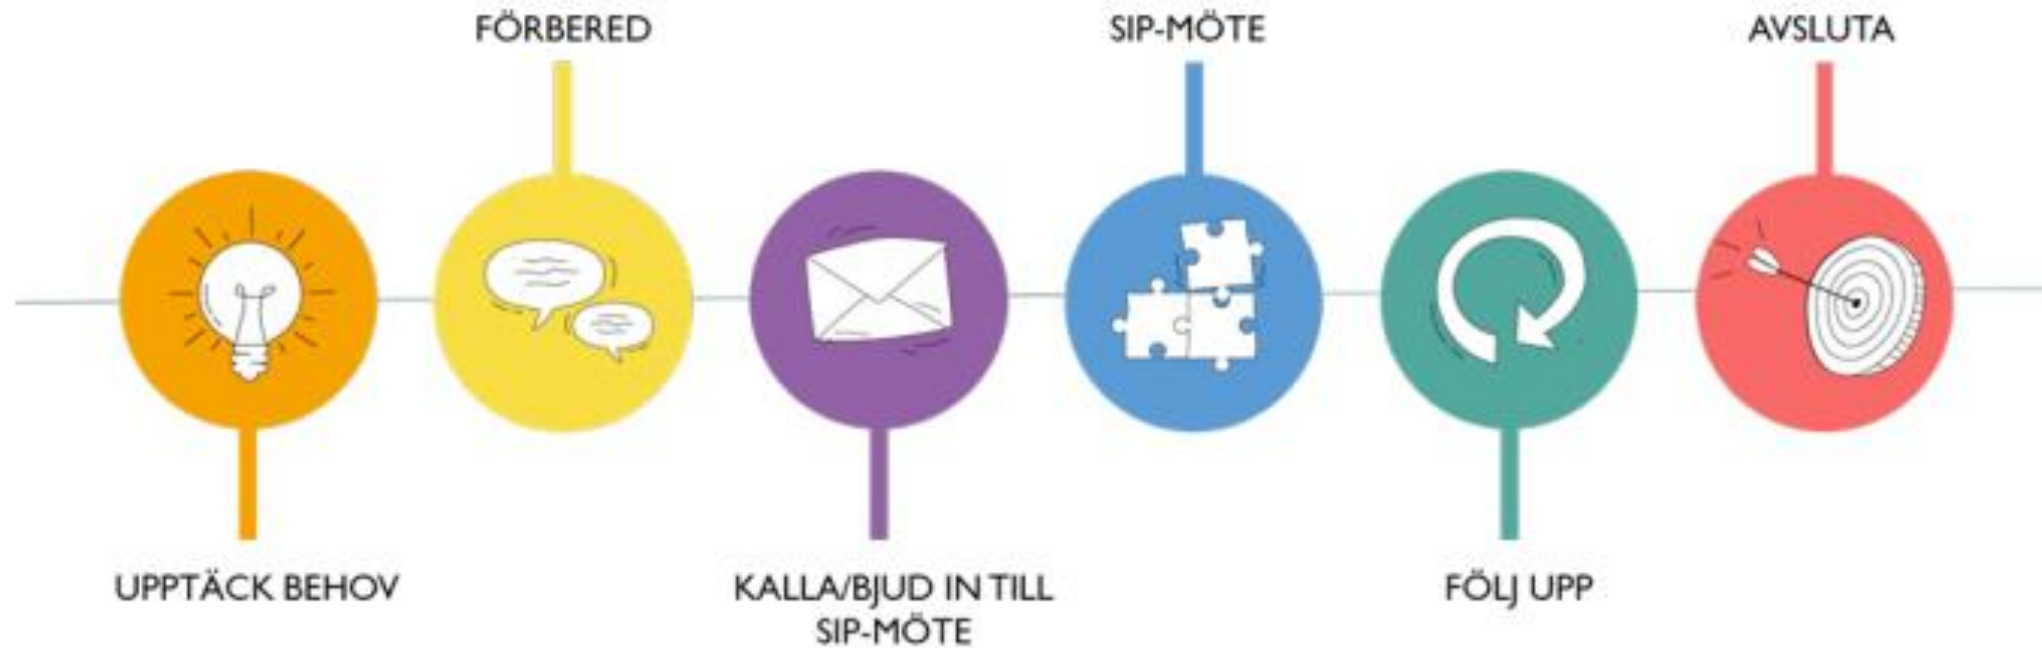 FÖRBERED
SIP-MÖTE
AVSLUTA
UPPTÄCK BEHOV
KALLA/BJUD IN TILL
SIP-MÖTE
FÖLJ UPP